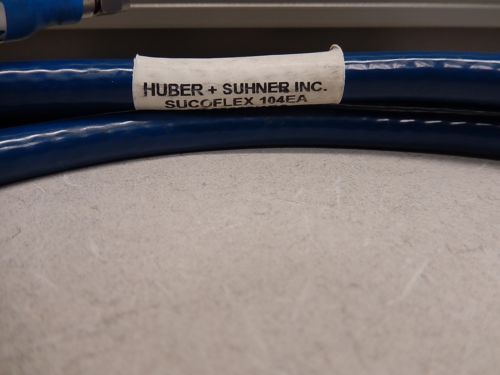 HUBER + SUHNER INC.
SUCOFLEX 104EA